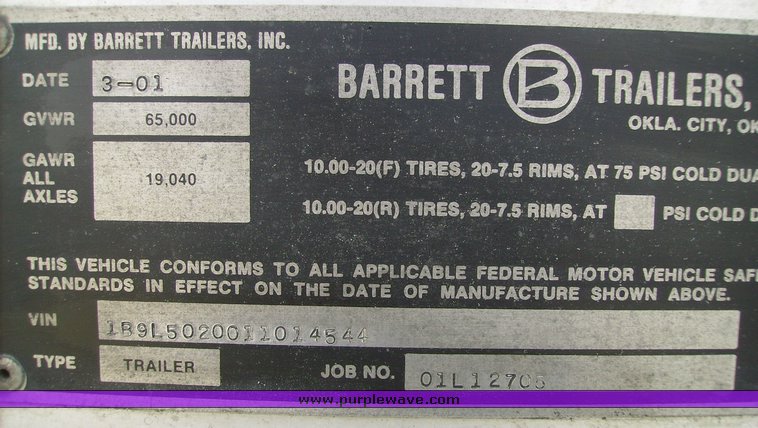 MFD. BY BARRETT TRAILERS, INC.
DATE 3-01
BARRETT B TRAILERS,
GVWR 65,000
OKLA. CITY, OK
GAWR ALL AXLES 19,040
10.00-20(F) TIRES, 20-7.5 RIMS, AT 75 PSI COLD DUA
10.00-20(R) TIRES, 20-7.5 RIMS, AT PSI COLD D
THIS VEHICLE CONFORMS TO ALL APPLICABLE FEDERAL MOTOR VEHICLE SAF
STANDARDS IN EFFECT ON THE DATE OF MANUFACTURE SHOWN ABOVE.
VIN 1B9L5020011014544
TYPE TRAILER
JOB NO.
www.purplewave.com